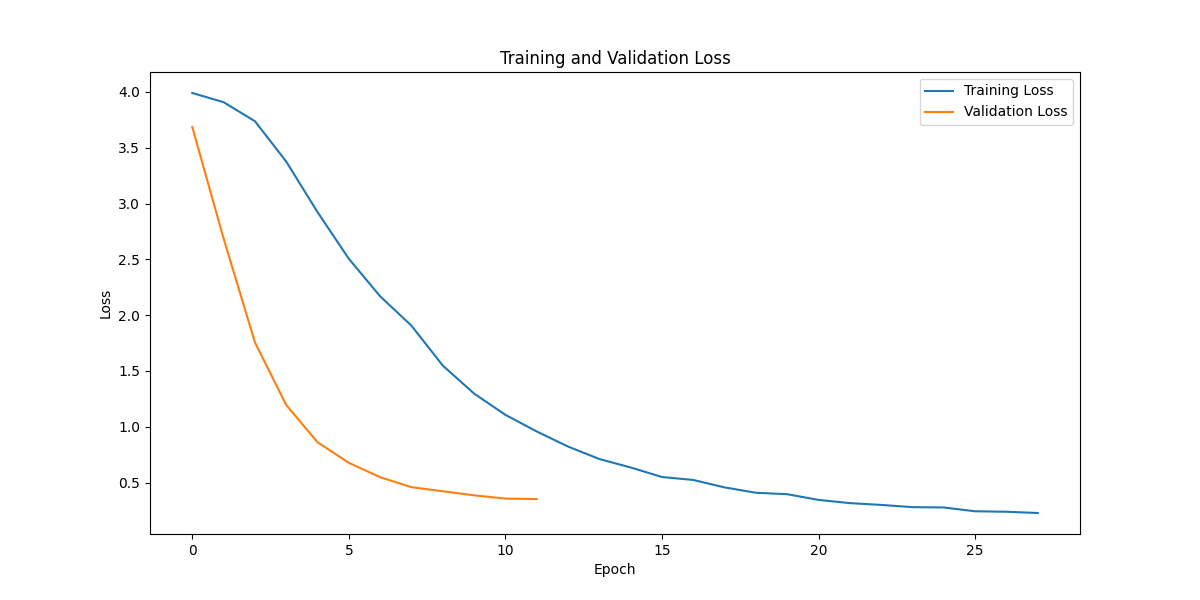 Training and Validation Loss
Training Loss
Validation Loss
4.0
3.5
3.0
2.5
2.0
1.5
1.0
0.5
Loss
0 5 10 15 20 25
Epoch